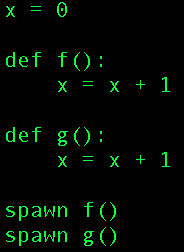 x = 0

def f():
    x = x + 1

def g():
    x = x + 1

spawn f()
spawn g()